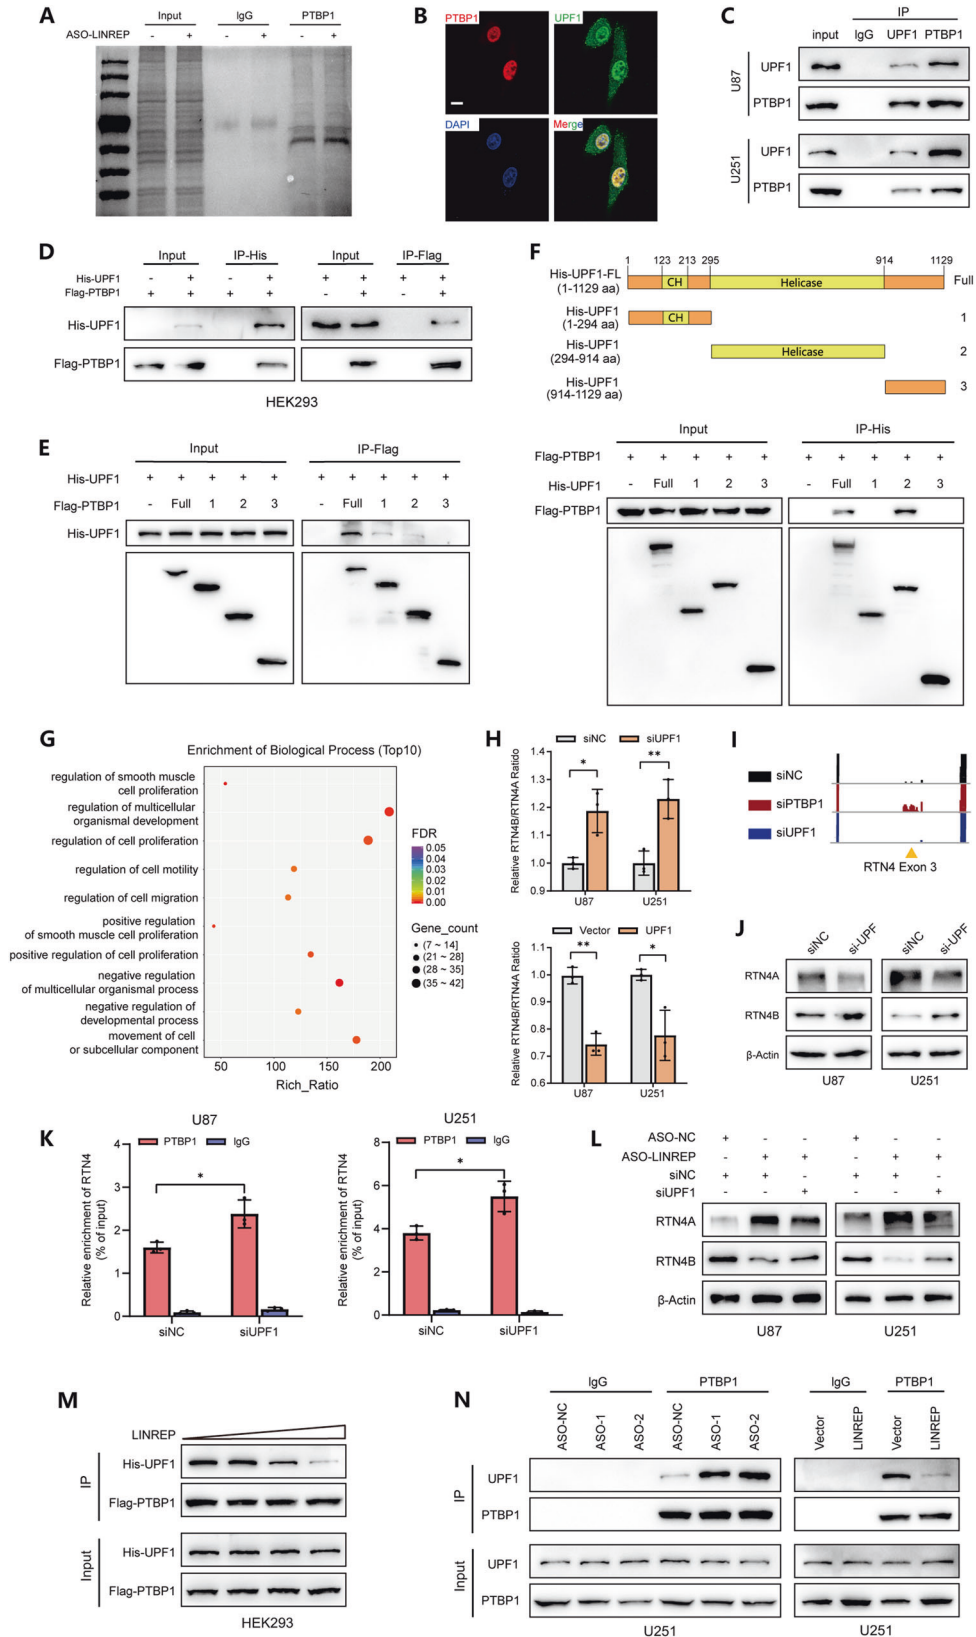 A
Input IgG PTBP1
ASO-LINREP - + - + - +
B
PTBP1 UPF1
DAPI Merge
C
IP
input IgG UPF1 PTBP1
U87
UPF1
PTBP1
U251
UPF1
PTBP1
D
Input IP-His Input IP-Flag
His-UPF1 - + - + + + + +
Flag-PTBP1 + + + + - + - +
His-UPF1
Flag-PTBP1
HEK293
E
Input IP-Flag
His-UPF1 + + + + + + + + + +
Flag-PTBP1 - Full 1 2 3 - Full 1 2 3
His-UPF1
F
1 123 213 295 914 1129
His-UPF1-FL
(1-1129 aa)
CH Helicase Full
His-UPF1
(1-294 aa)
CH 1
His-UPF1
(294-914 aa)
Helicase 2
His-UPF1
(914-1129 aa)
3
Input IP-His
Flag-PTBP1 + + + + + + + + + +
His-UPF1 - Full 1 2 3 - Full 1 2 3
Flag-PTBP1
G
Enrichment of Biological Process (Top10)
regulation of smooth muscle
cell proliferation
regulation of multicellular
organismal development
regulation of cell proliferation
regulation of cell motility
regulation of cell migration
positive regulation
of smooth muscle cell proliferation
positive regulation of cell proliferation
negative regulation
of multicellular organismal process
negative regulation of
developmental process
movement of cell
or subcellular component
50 100 150 200
Rich_Ratio
FDR
0.05
0.04
0.03
0.02
0.01
0.00
Gene_count
(7 ~ 14]
(21 ~ 28]
(28 ~ 35]
(35 ~ 42]
H
siNC siUPF1
Relative RTN4B/RTN4A Ratido
1.4
1.3
1.2
1.1
1.0
0.9
* **
U87 U251
Vector UPF1
Relative RTN4B/RTN4A Ratido
1.1
1.0
0.9
0.8
0.7
0.6
** *
U87 U251
I
siNC
siPTBP1
siUPF1
RTN4 Exon 3
J
siNC si-UPF siNC si-UPF
RTN4A
RTN4B
β-Actin
U87 U251
K
U87
PTBP1 IgG
Relative enrichment of RTN4
(% of input)
4
3
2
1
0
*
siNC siUPF1
U251
PTBP1 IgG
Relative enrichment of RTN4
(% of input)
8
6
4
2
0
*
siNC siUPF1
L
ASO-NC + - - + - -
ASO-LINREP - + + - + +
siNC + + - + + -
siUPF1 - - + - - +
RTN4A
RTN4B
β-Actin
U87 U251
M
LINREP
IP
His-UPF1
Flag-PTBP1
Input
His-UPF1
Flag-PTBP1
HEK293
N
IgG PTBP1 IgG PTBP1
ASO-NC ASO-1 ASO-2 ASO-NC ASO-1 ASO-2 Vector LINREP Vector LINREP
IP
UPF1
PTBP1
Input
UPF1
PTBP1
U251 U251